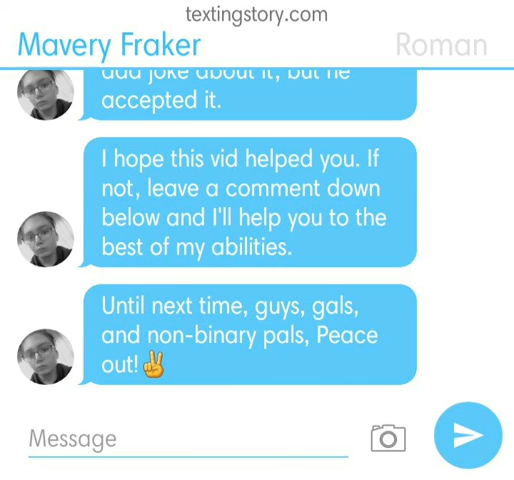 textingstory.com
Mavery Fraker
Roman
dad joke about it, but he
accepted it.
I hope this vid helped you. If
not, leave a comment down
below and I'll help you to the
best of my abilities.
Until next time, guys, gals,
and non-binary pals, Peace
out!✌️
Message